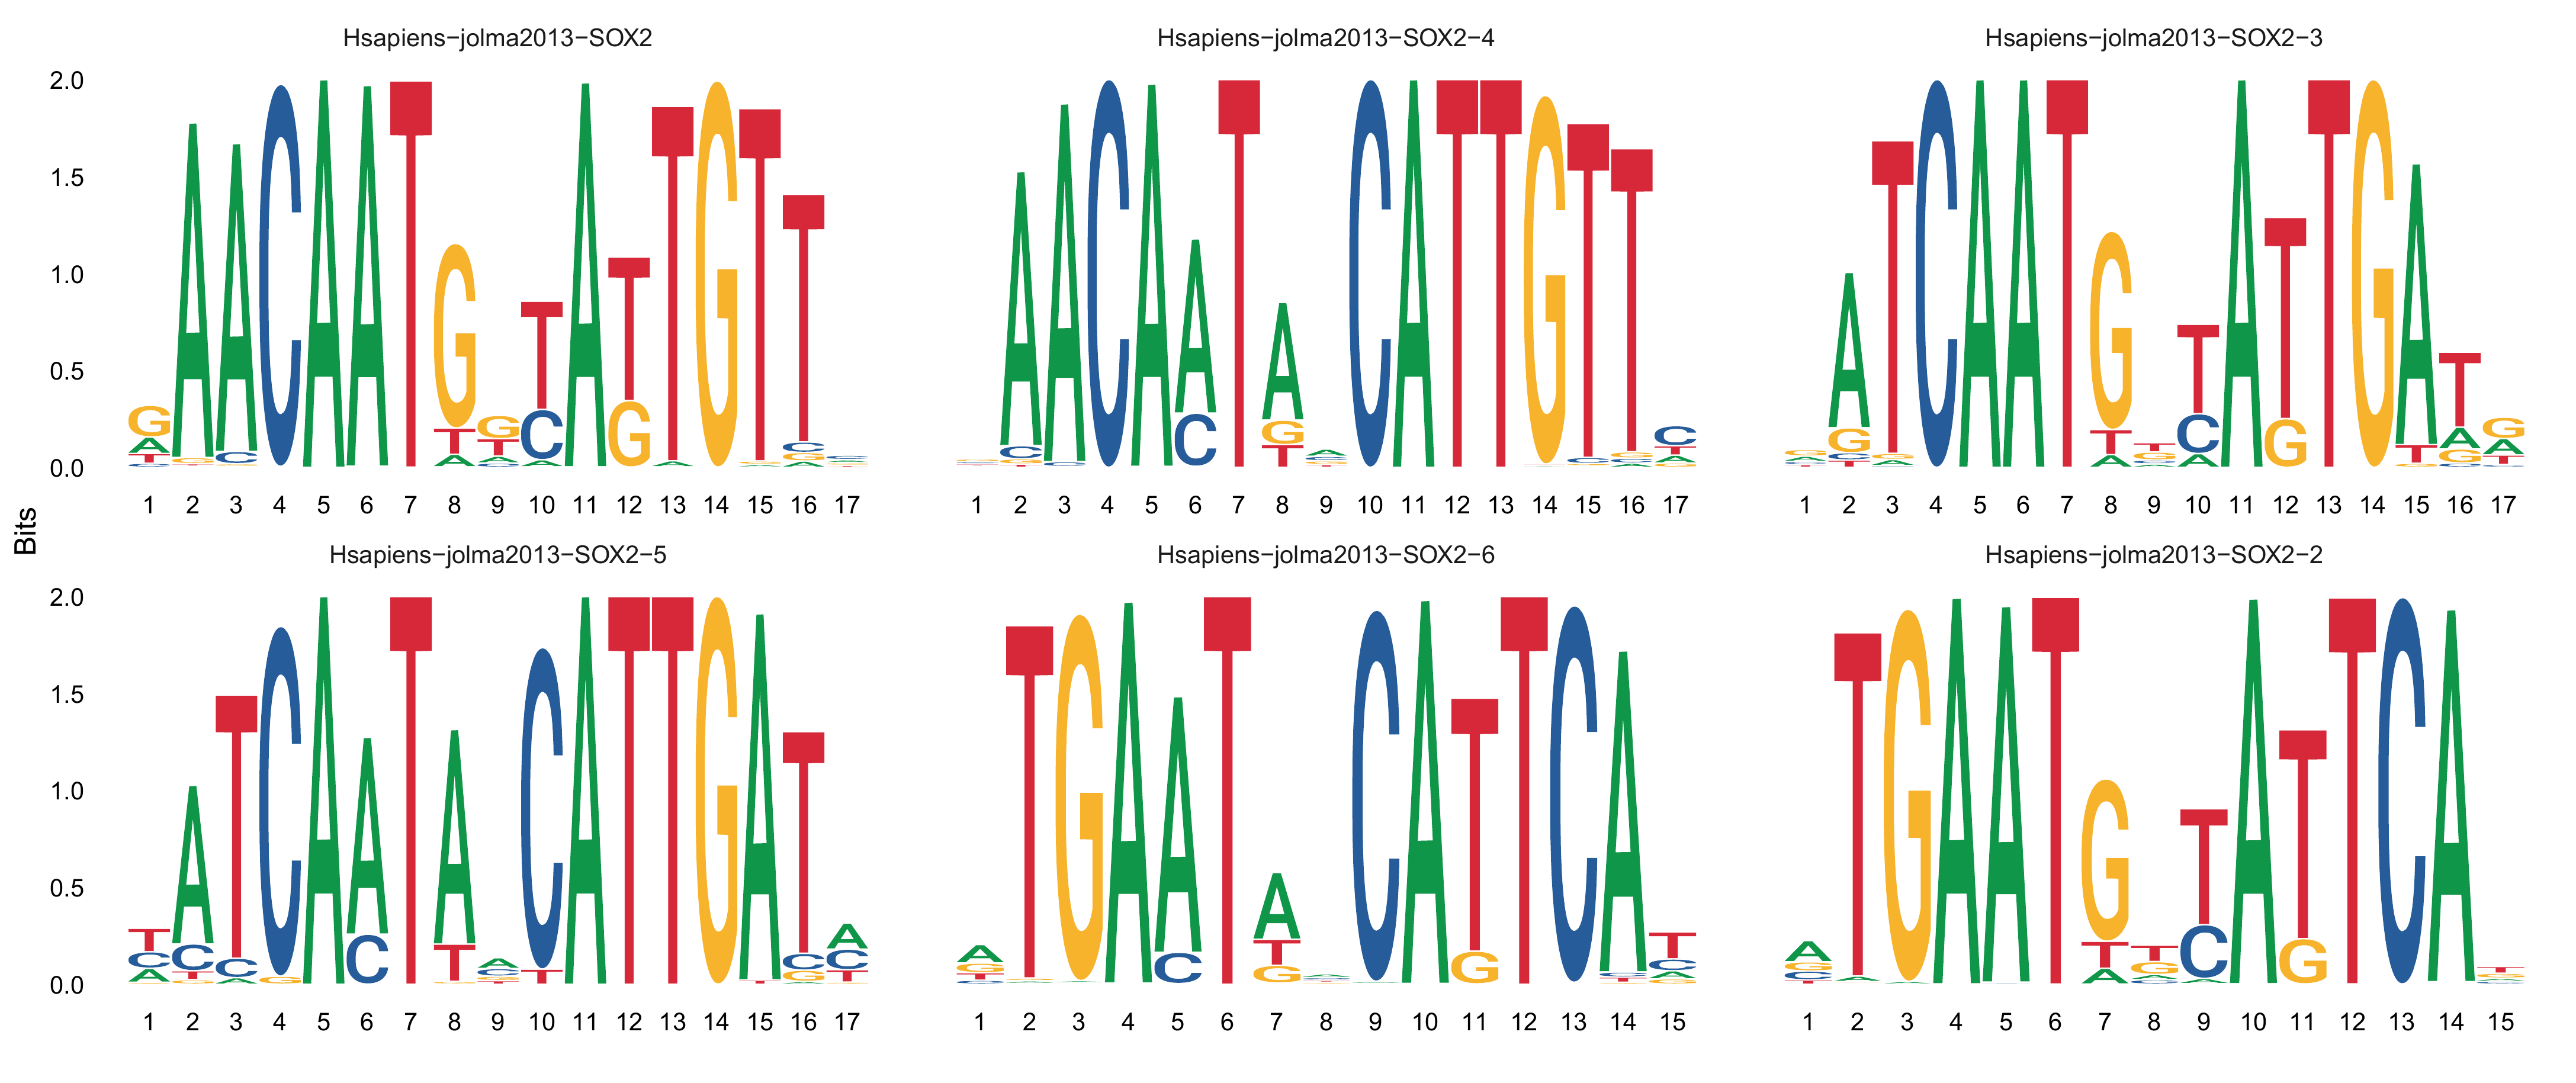 Hsapiens−jolma2013−SOX2
Hsapiens−jolma2013−SOX2−4
Hsapiens−jolma2013−SOX2−3
2.0
1.5
1.0
0.5
0.0
1 2 3 4 5 6 7 8 9 10 11 12 13 14 15 16 17
1 2 3 4 5 6 7 8 9 10 11 12 13 14 15 16 17
1 2 3 4 5 6 7 8 9 10 11 12 13 14 15 16 17
Bits
Hsapiens−jolma2013−SOX2−5
Hsapiens−jolma2013−SOX2−6
Hsapiens−jolma2013−SOX2−2
2.0
1.5
1.0
0.5
0.0
1 2 3 4 5 6 7 8 9 10 11 12 13 14 15 16 17
1 2 3 4 5 6 7 8 9 10 11 12 13 14 15
1 2 3 4 5 6 7 8 9 10 11 12 13 14 15